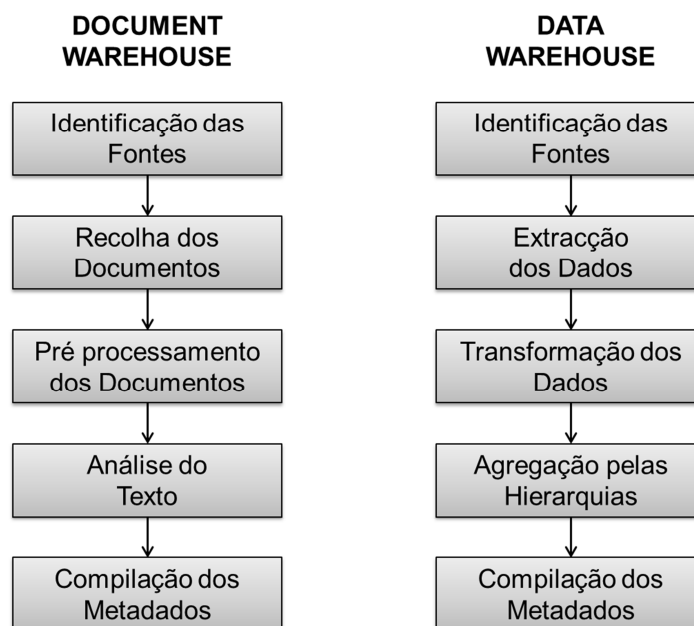 DOCUMENT
WAREHOUSE
Identificação das
Fontes
Recolha dos
Documentos
Pré processamento
dos Documentos
Análise do
Texto
Compilação dos
Metadados
DATA
WAREHOUSE
Identificação das
Fontes
Extracção
dos Dados
Transformação dos
Dados
Agregação pelas
Hierarquias
Compilação dos
Metadados